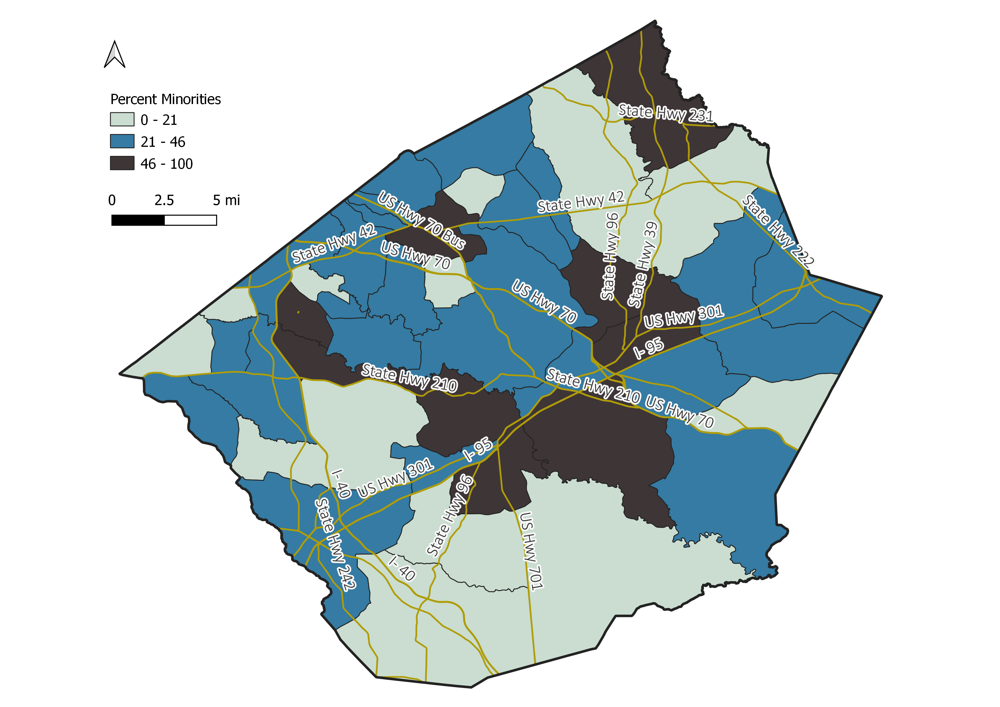 Percent Minorities
0 - 21
21 - 46
46 - 100
0 2.5 5 mi
State Hwy 231
State Hwy 42
US Hwy 70 Bus
State Hwy 42
US Hwy 70
State Hwy 96
State Hwy 39
State Hwy 222
US Hwy 70
US Hwy 301
I- 95
State Hwy 210
State Hwy 210
US Hwy 70
I- 95
US Hwy 301
I- 40
State Hwy 96
State Hwy 242
US Hwy 701
I- 40